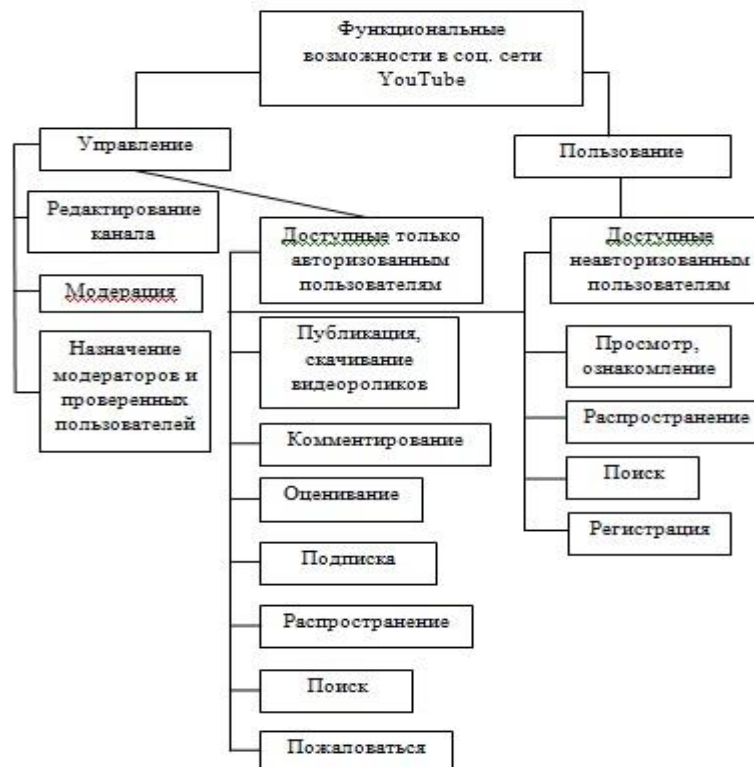 Функциональные
возможности в соц. сети
YouTube
Управление
Пользование
Редактирование
канала
Модерация
Назначение
модераторов и
проверенных
пользователей
Доступные только
авторизованным
пользователям
Публикация,
скачивание
видеороликов
Комментирование
Оценивание
Подписка
Распространение
Поиск
Пожаловаться
Доступные
неавторизованным
пользователям
Просмотр,
ознакомление
Распространение
Поиск
Регистрация